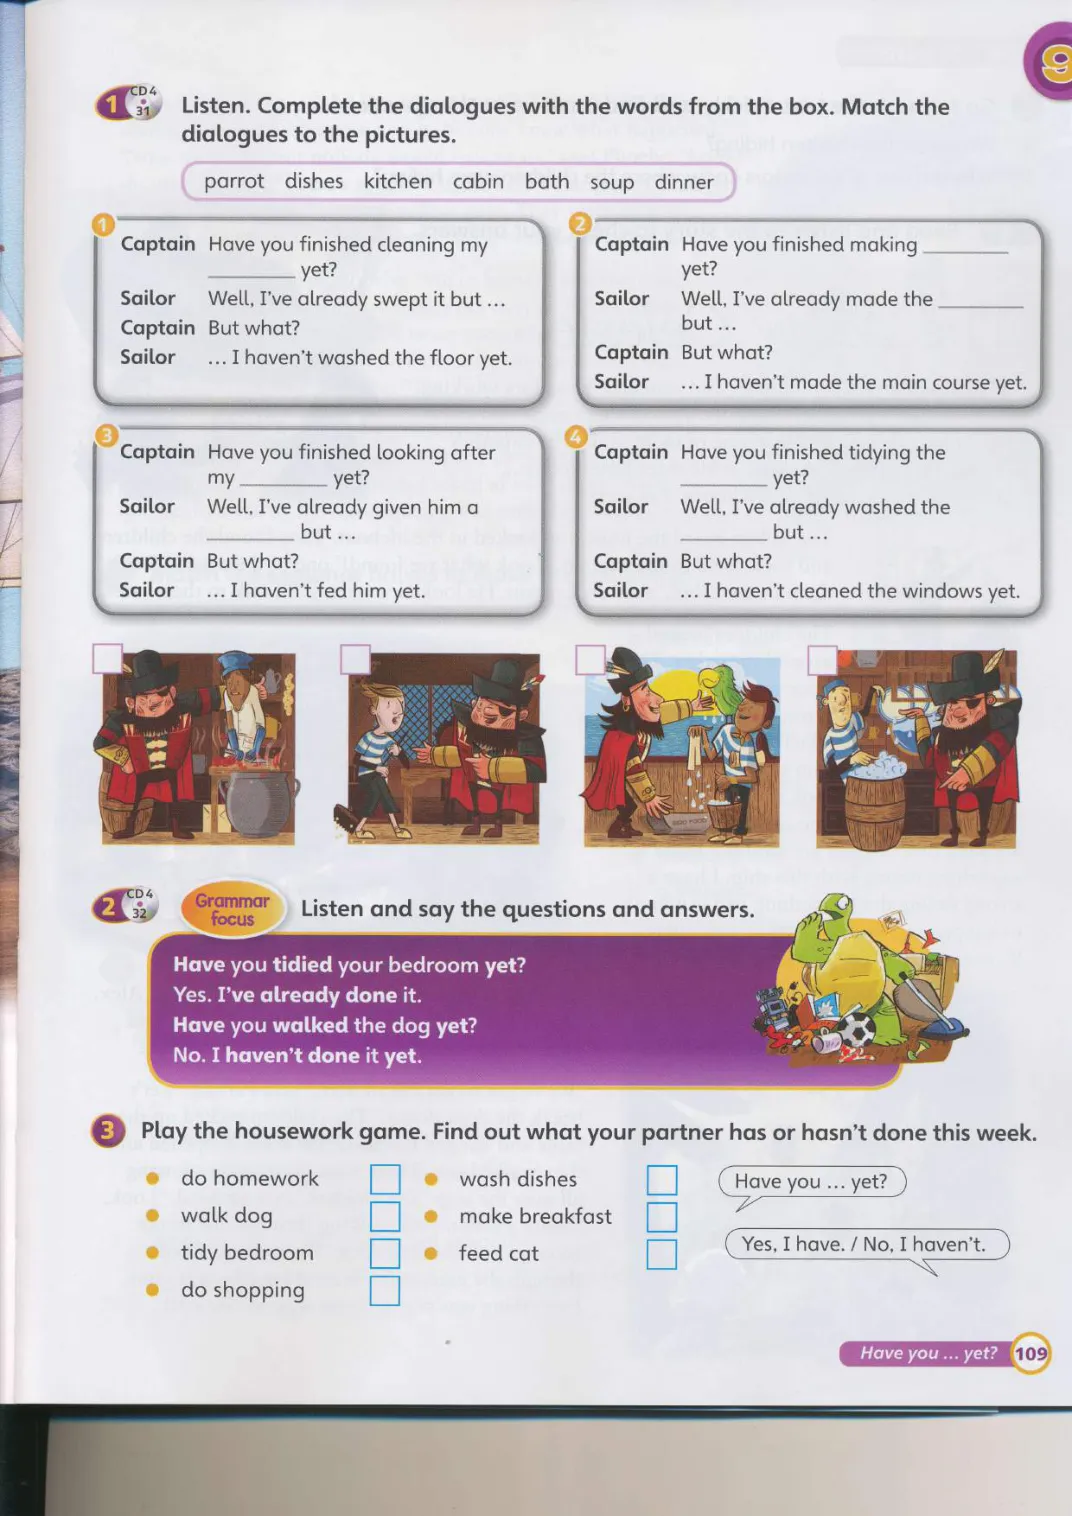 9
1 CD4 31 Listen. Complete the dialogues with the words from the box. Match the
dialogues to the pictures.
parrot dishes kitchen cabin bath soup dinner
1
Captain Have you finished cleaning my
__________ yet?
Sailor Well, I've already swept it but ...
Captain But what?
Sailor ... I haven't washed the floor yet.
2
Captain Have you finished making __________
yet?
Sailor Well, I've already made the __________
but ...
Captain But what?
Sailor ... I haven't made the main course yet.
3
Captain Have you finished looking after
my __________ yet?
Sailor Well, I've already given him a
__________ but ...
Captain But what?
Sailor ... I haven't fed him yet.
4
Captain Have you finished tidying the
__________ yet?
Sailor Well, I've already washed the
__________ but ...
Captain But what?
Sailor ... I haven't cleaned the windows yet.
2 CD4 32 Grammar focus Listen and say the questions and answers.
Have you tidied your bedroom yet?
Yes. I've already done it.
Have you walked the dog yet?
No. I haven't done it yet.
3 Play the housework game. Find out what your partner has or hasn't done this week.
do homework
walk dog
tidy bedroom
do shopping
wash dishes
make breakfast
feed cat
Have you ... yet?
Yes, I have. / No, I haven't.
Have you ... yet? 109